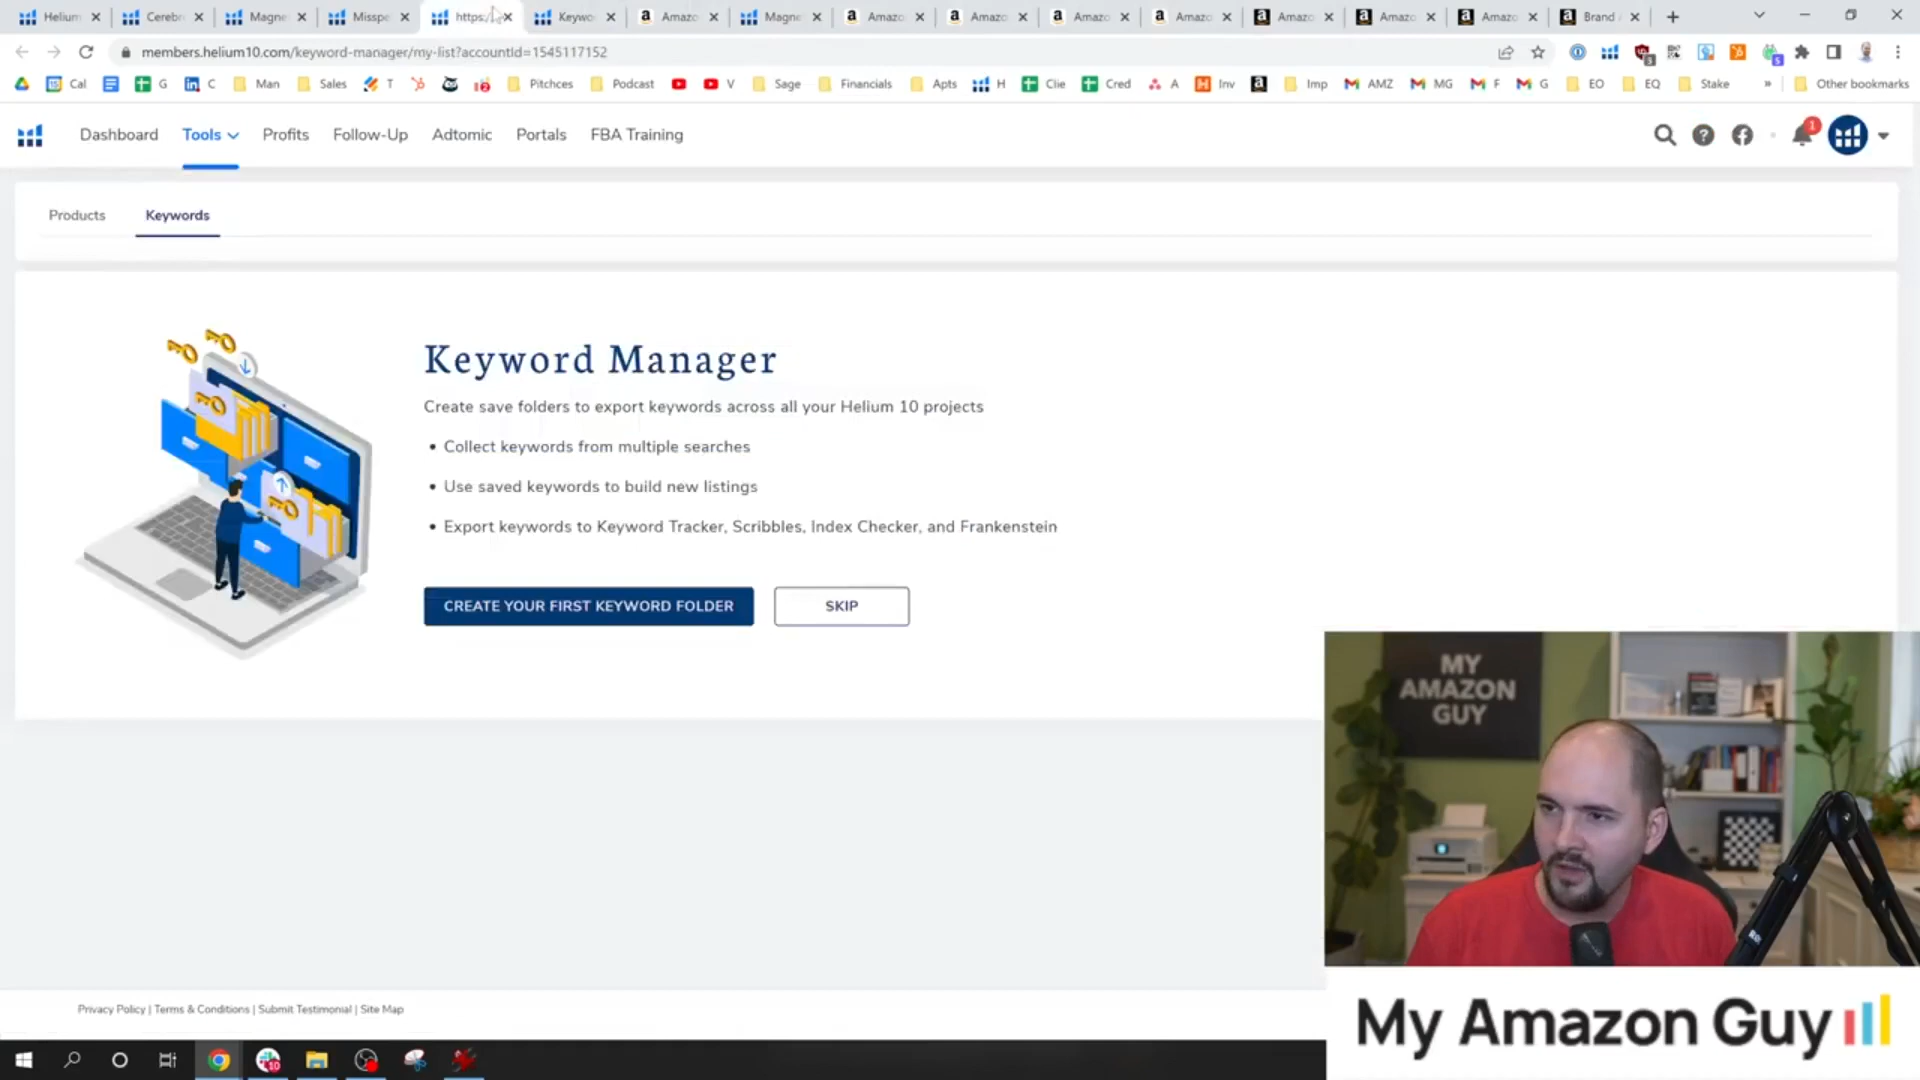 Helium
Cerebr
Magne
Misspe
https:/
Keywo
Amazo
Magne
Amazo
Amazo
Amazo
Amazo
Amazo
Amazo
Amazo
Brand
members.helium10.com/keyword-manager/my-list?accountId=1545117152
Cal
G
C
Man
Sales
T
Pitchces
Podcast
V
Sage
Financials
Apts
H
Clie
Cred
A
Inv
Imp
AMZ
MG
F
G
EO
EQ
Stake
»
Other bookmarks
Dashboard
Tools
Profits
Follow-Up
Adtomic
Portals
FBA Training
1
Products
Keywords
Keyword Manager
Create save folders to export keywords across all your Helium 10 projects
• Collect keywords from multiple searches
• Use saved keywords to build new listings
• Export keywords to Keyword Tracker, Scribbles, Index Checker, and Frankenstein
CREATE YOUR FIRST KEYWORD FOLDER
SKIP
MY
AMAZON
GUY
Privacy Policy | Terms & Conditions | Submit Testimonial | Site Map
My Amazon Guy